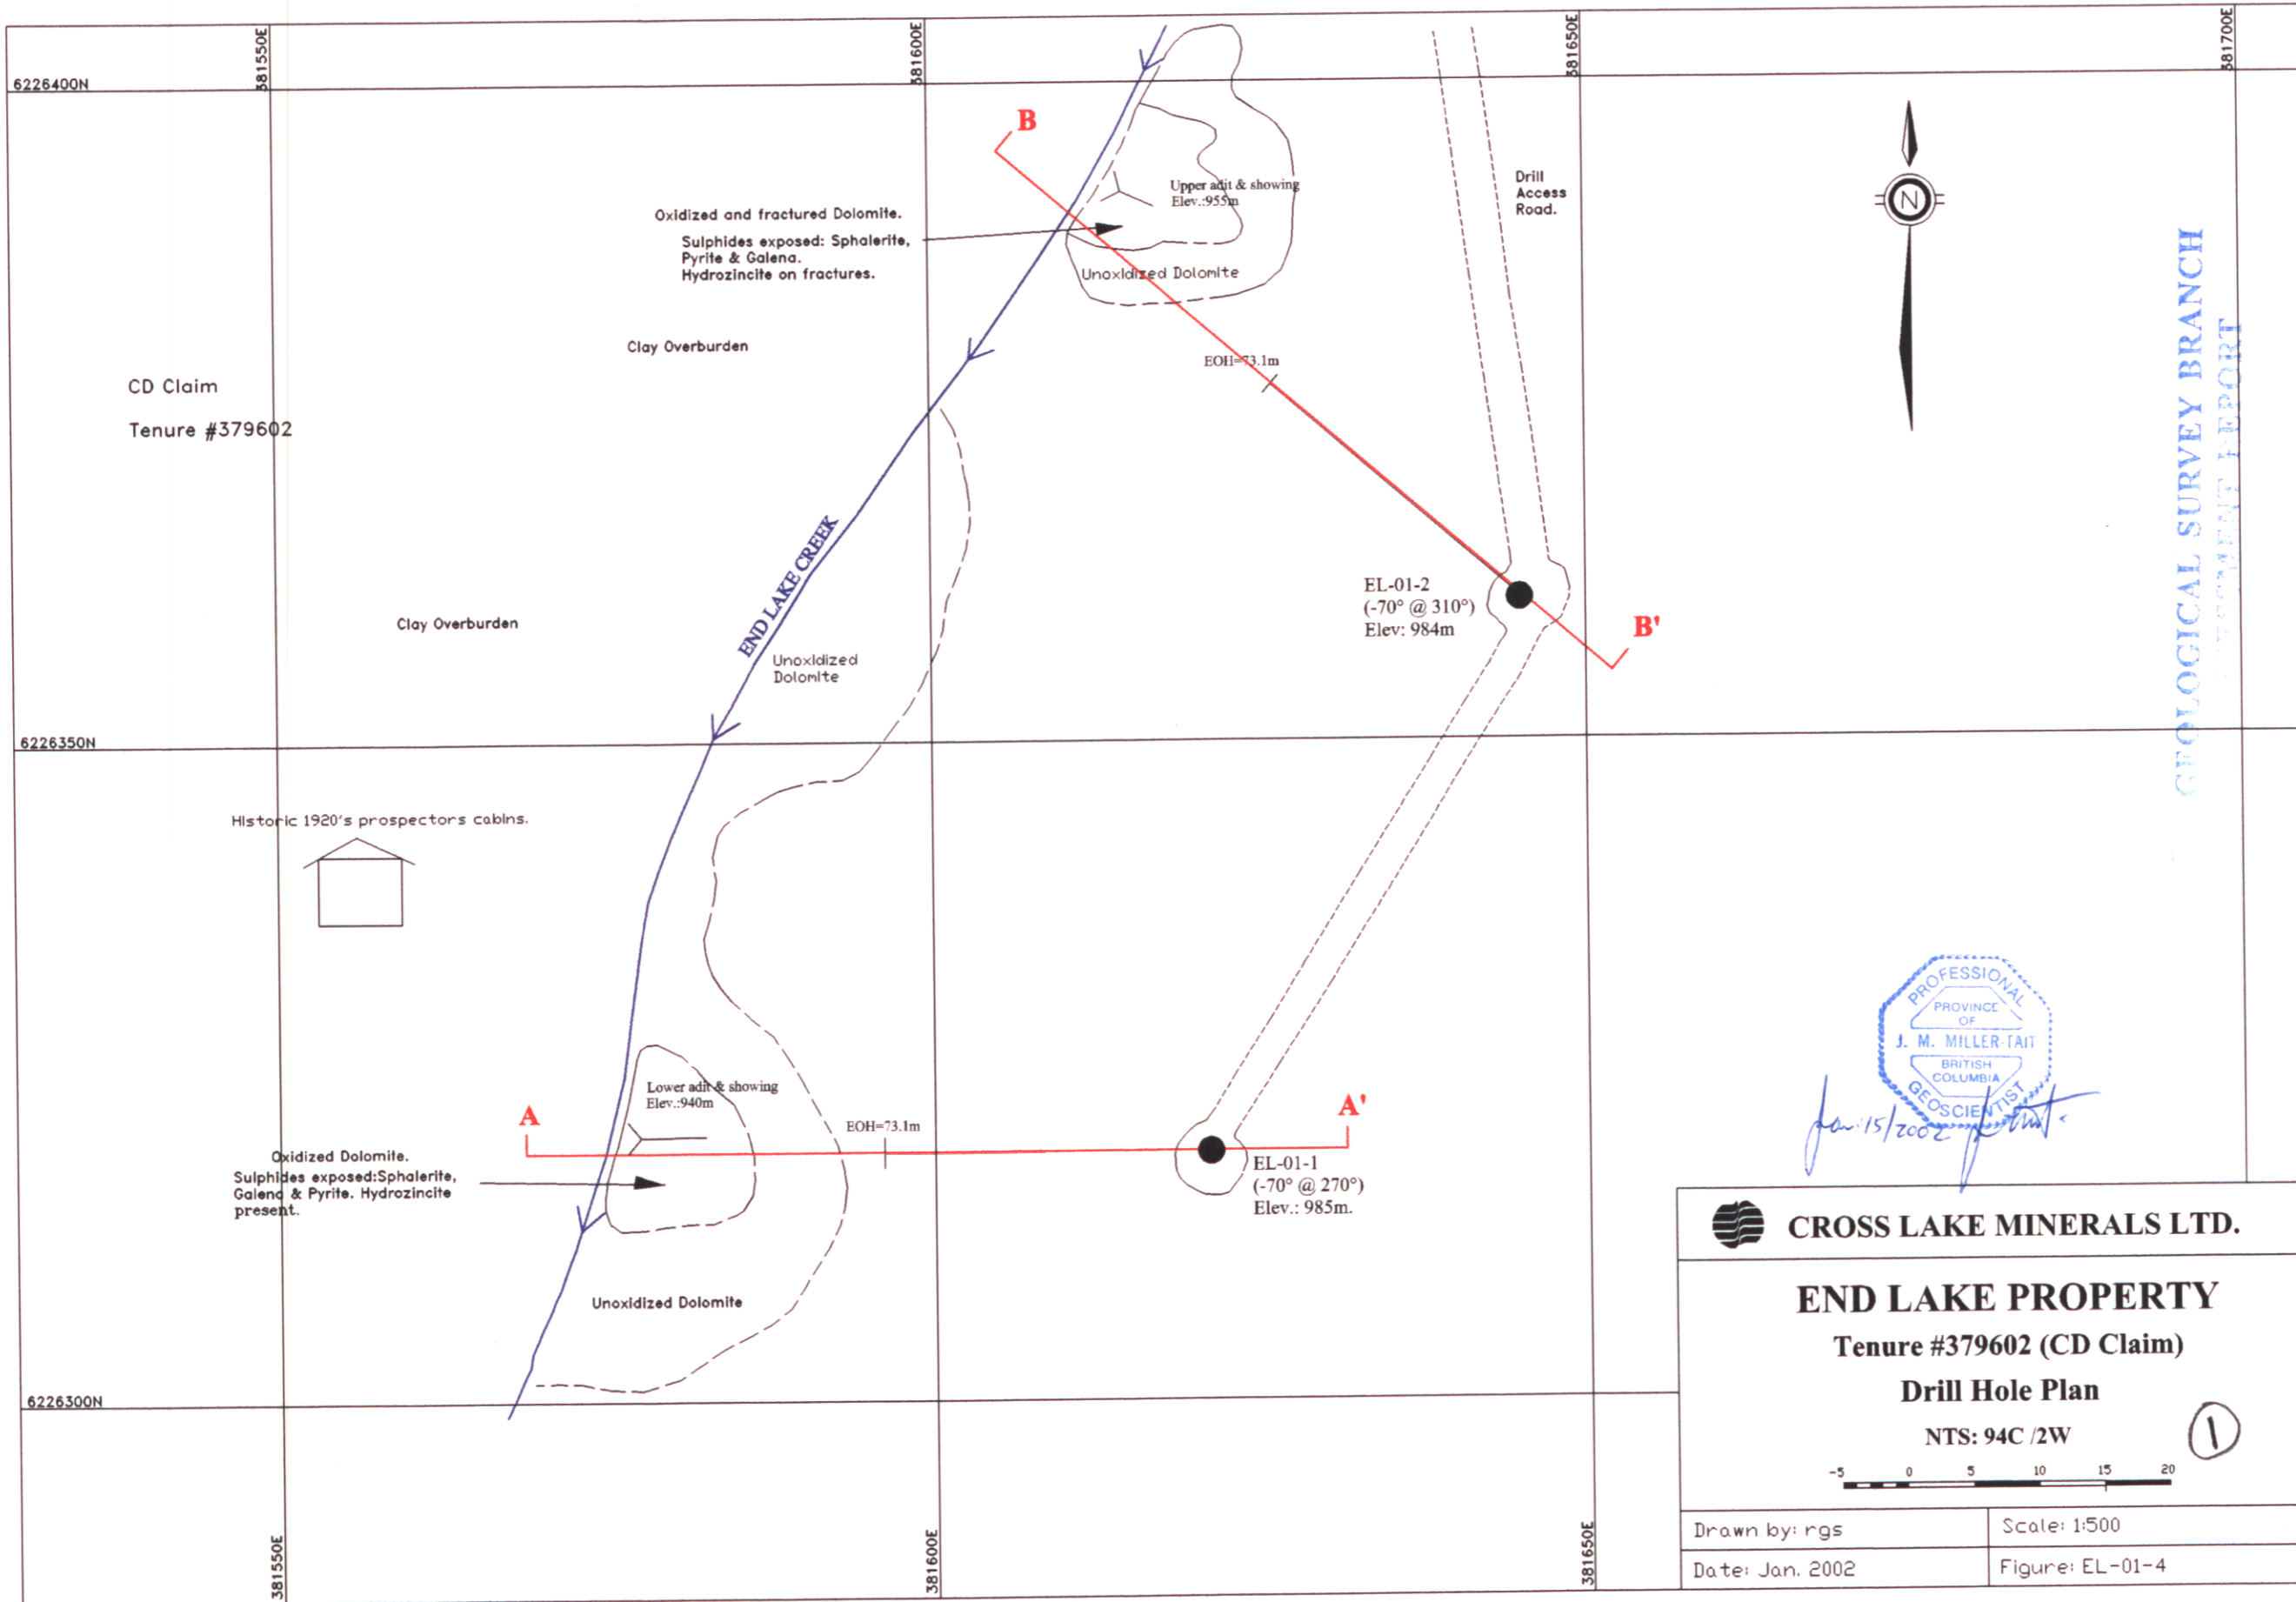 381550E
381600E
381650E
381700E
6226400N
B
Upper adit & showing
Elev.:955m
Drill
Access
Road.
N
Oxidized and fractured Dolomite.
Sulphides exposed: Sphalerite,
Pyrite & Galena.
Hydrozincite on fractures.
Unoxidized Dolomite
Clay Overburden
EOH=73.1m
CD Claim
Tenure #379602
GEOLOGICAL SURVEY BRANCH
REPORT
END LAKE CREEK
EL-01-2
(-70° @ 310°)
Elev: 984m
B'
Clay Overburden
Unoxidized
Dolomite
6226350N
Historic 1920's prospectors cabins.
Lower adit & showing
Elev.:940m
A
EOH=73.1m
A'
Oxidized Dolomite.
Sulphides exposed:Sphalerite,
Galena & Pyrite. Hydrozincite
present.
EL-01-1
(-70° @ 270°)
Elev.: 985m.
Unoxidized Dolomite
6226300N
381550E
381600E
381650E
PROFESSIONAL
PROVINCE
OF
J. M. MILLER-TAIT
BRITISH
COLUMBIA
GEOSCIENTIST
Jan. 15/2002
CROSS LAKE MINERALS LTD.
END LAKE PROPERTY
Tenure #379602 (CD Claim)
Drill Hole Plan
NTS: 94C /2W
1
-5 0 5 10 15 20
Drawn by: rgs
Scale: 1:500
Date: Jan. 2002
Figure: EL-01-4